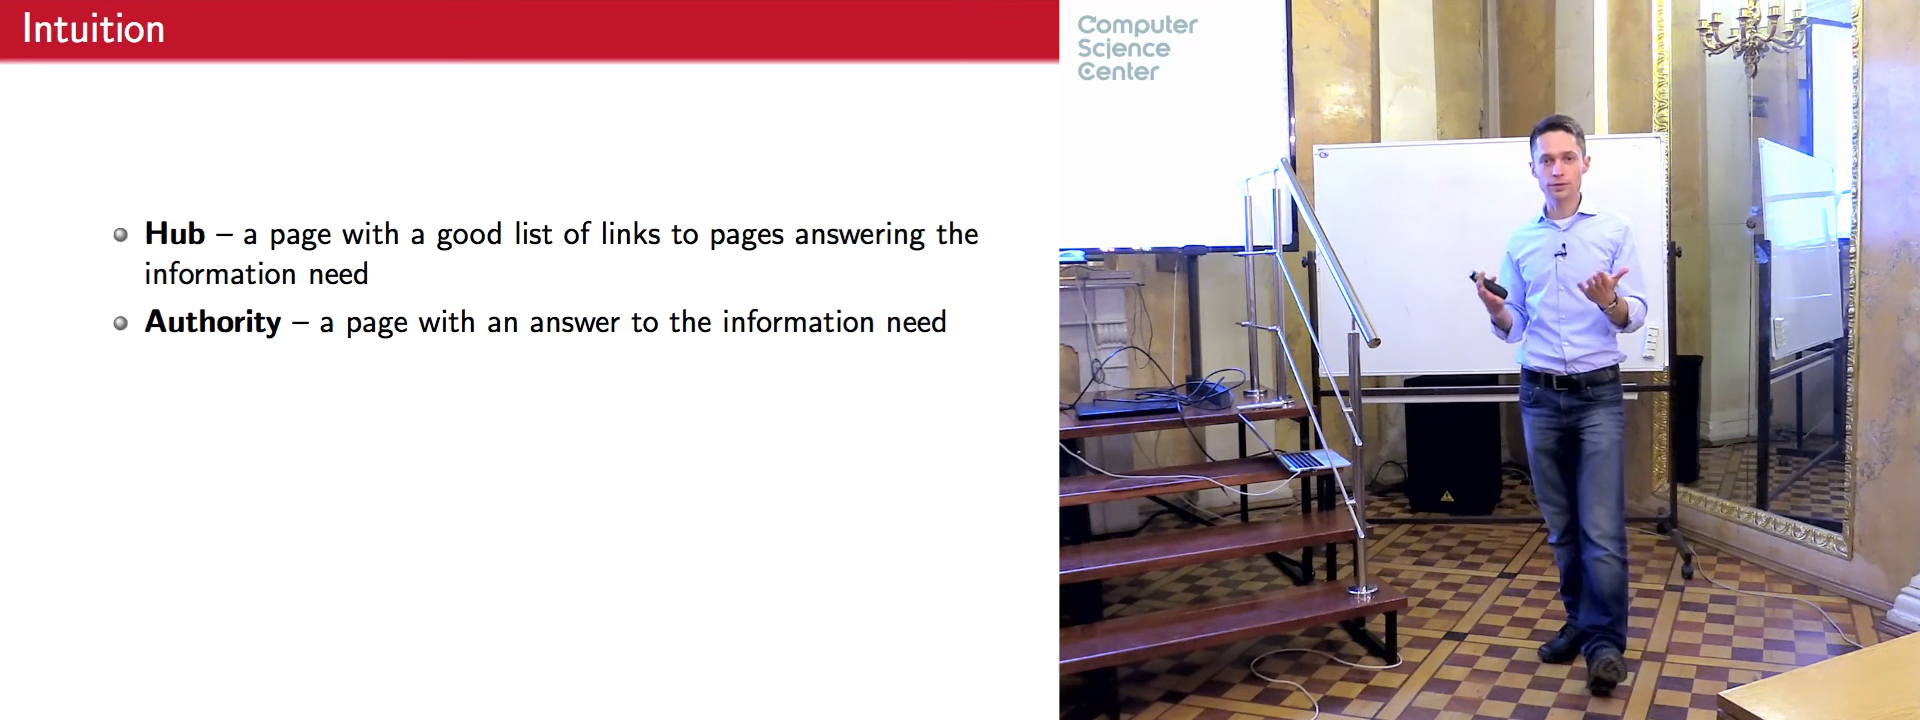 Intuition
Hub – a page with a good list of links to pages answering the
information need
Authority – a page with an answer to the information need
Computer
Science
Center